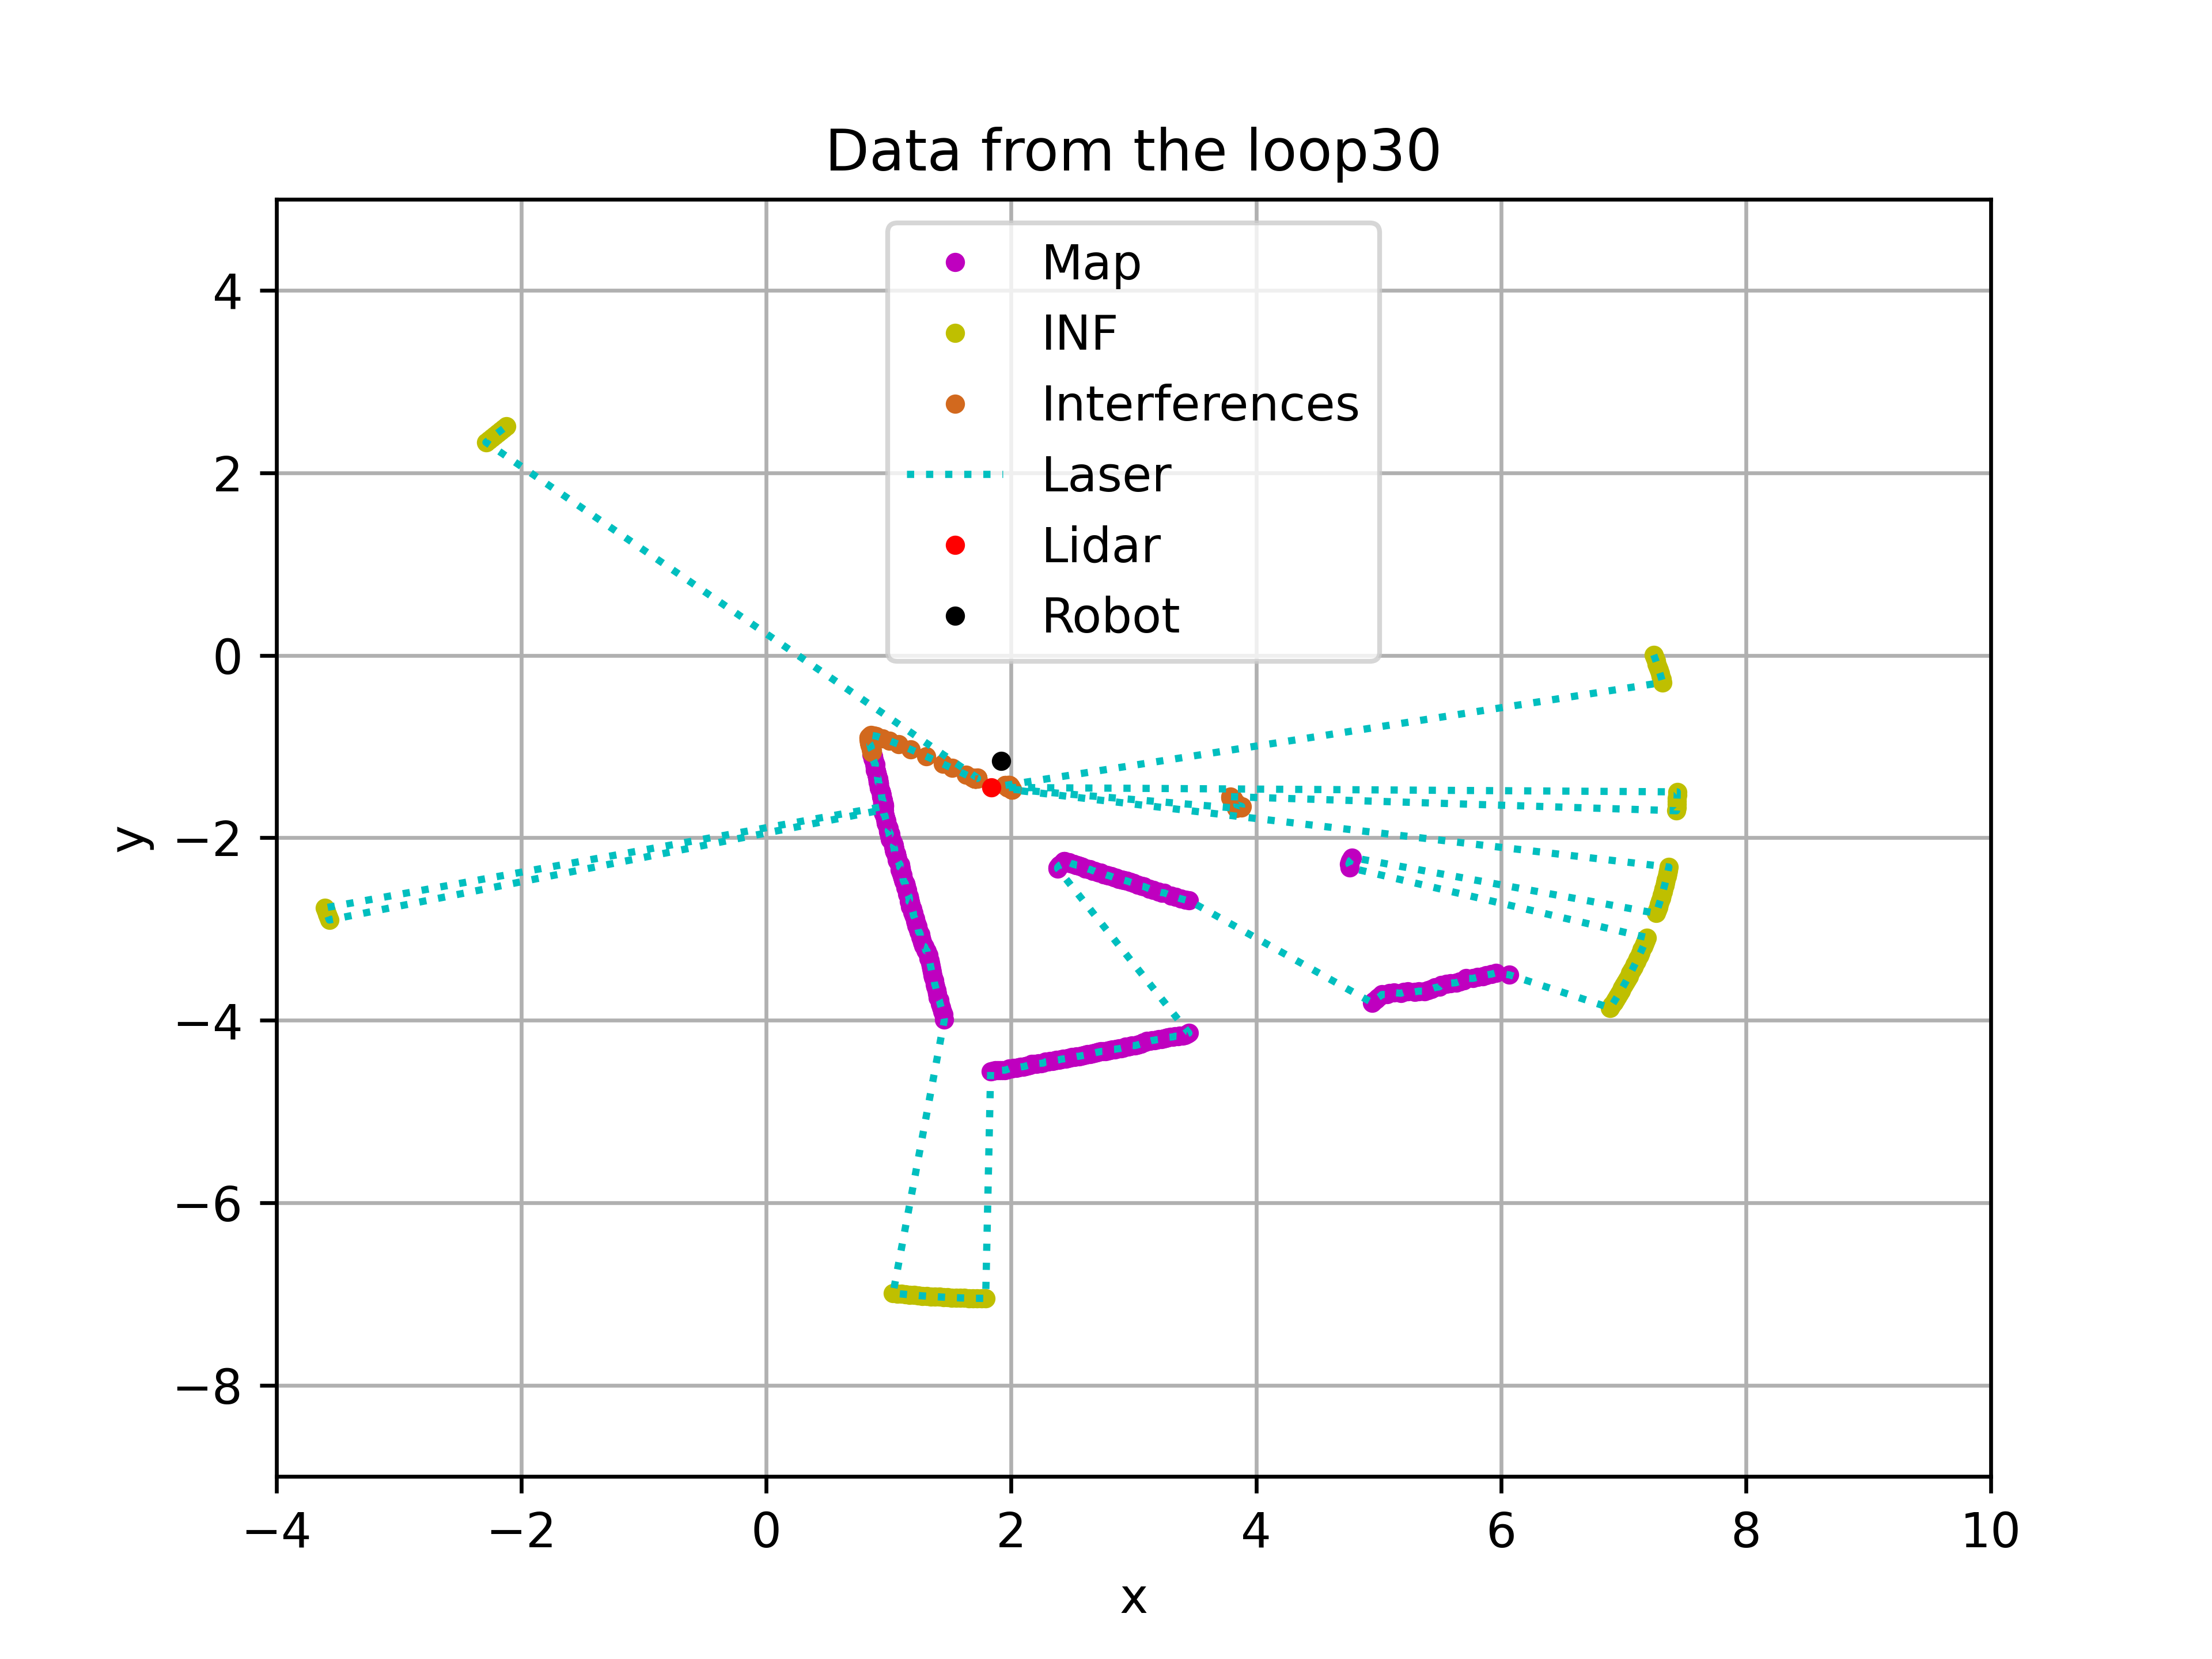 Data from the loop30
Map
INF
Interferences
Laser
Lidar
Robot
4
2
0
−2
−4
−6
−8
y
−4 −2 0 2 4 6 8 10
x